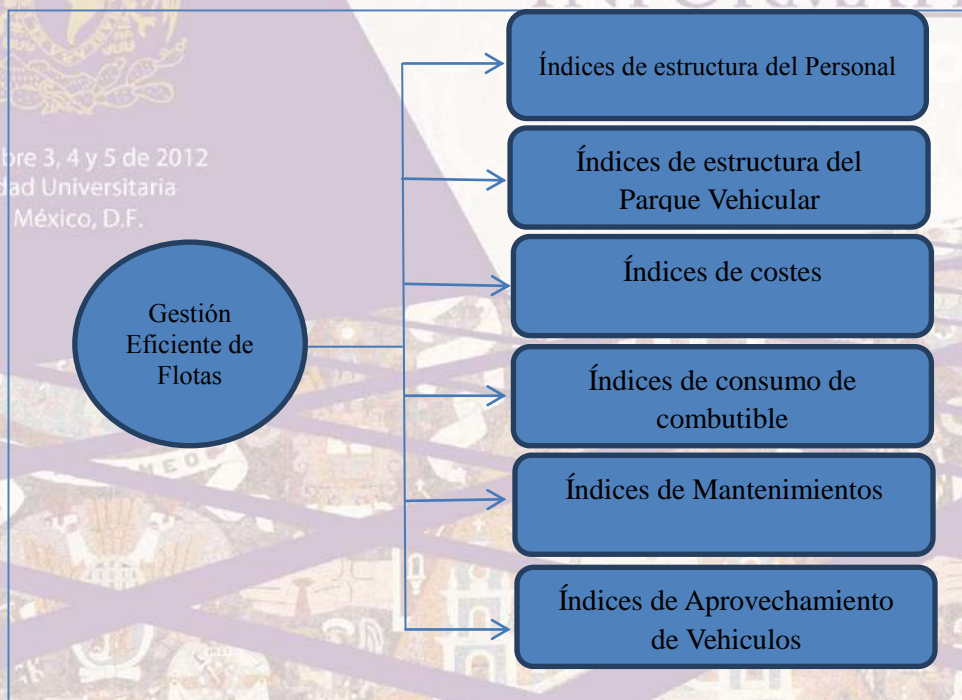 bre 3, 4 y 5 de 2012
dad Universitaria
México, D.F.
Gestión
Eficiente de
Flotas
Índices de estructura del Personal
Índices de estructura del
Parque Vehicular
Índices de costes
Índices de consumo de
combutible
Índices de Mantenimientos
Índices de Aprovechamiento
de Vehiculos